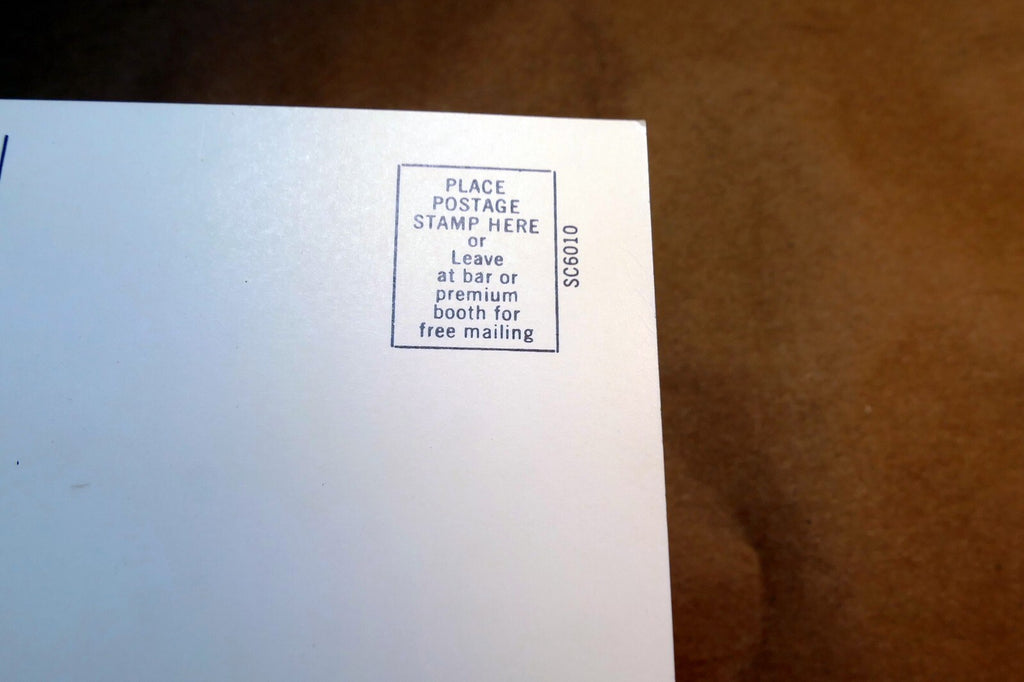 PLACE
POSTAGE
STAMP HERE
or
Leave
at bar or
premium
booth for
free mailing
SC6010